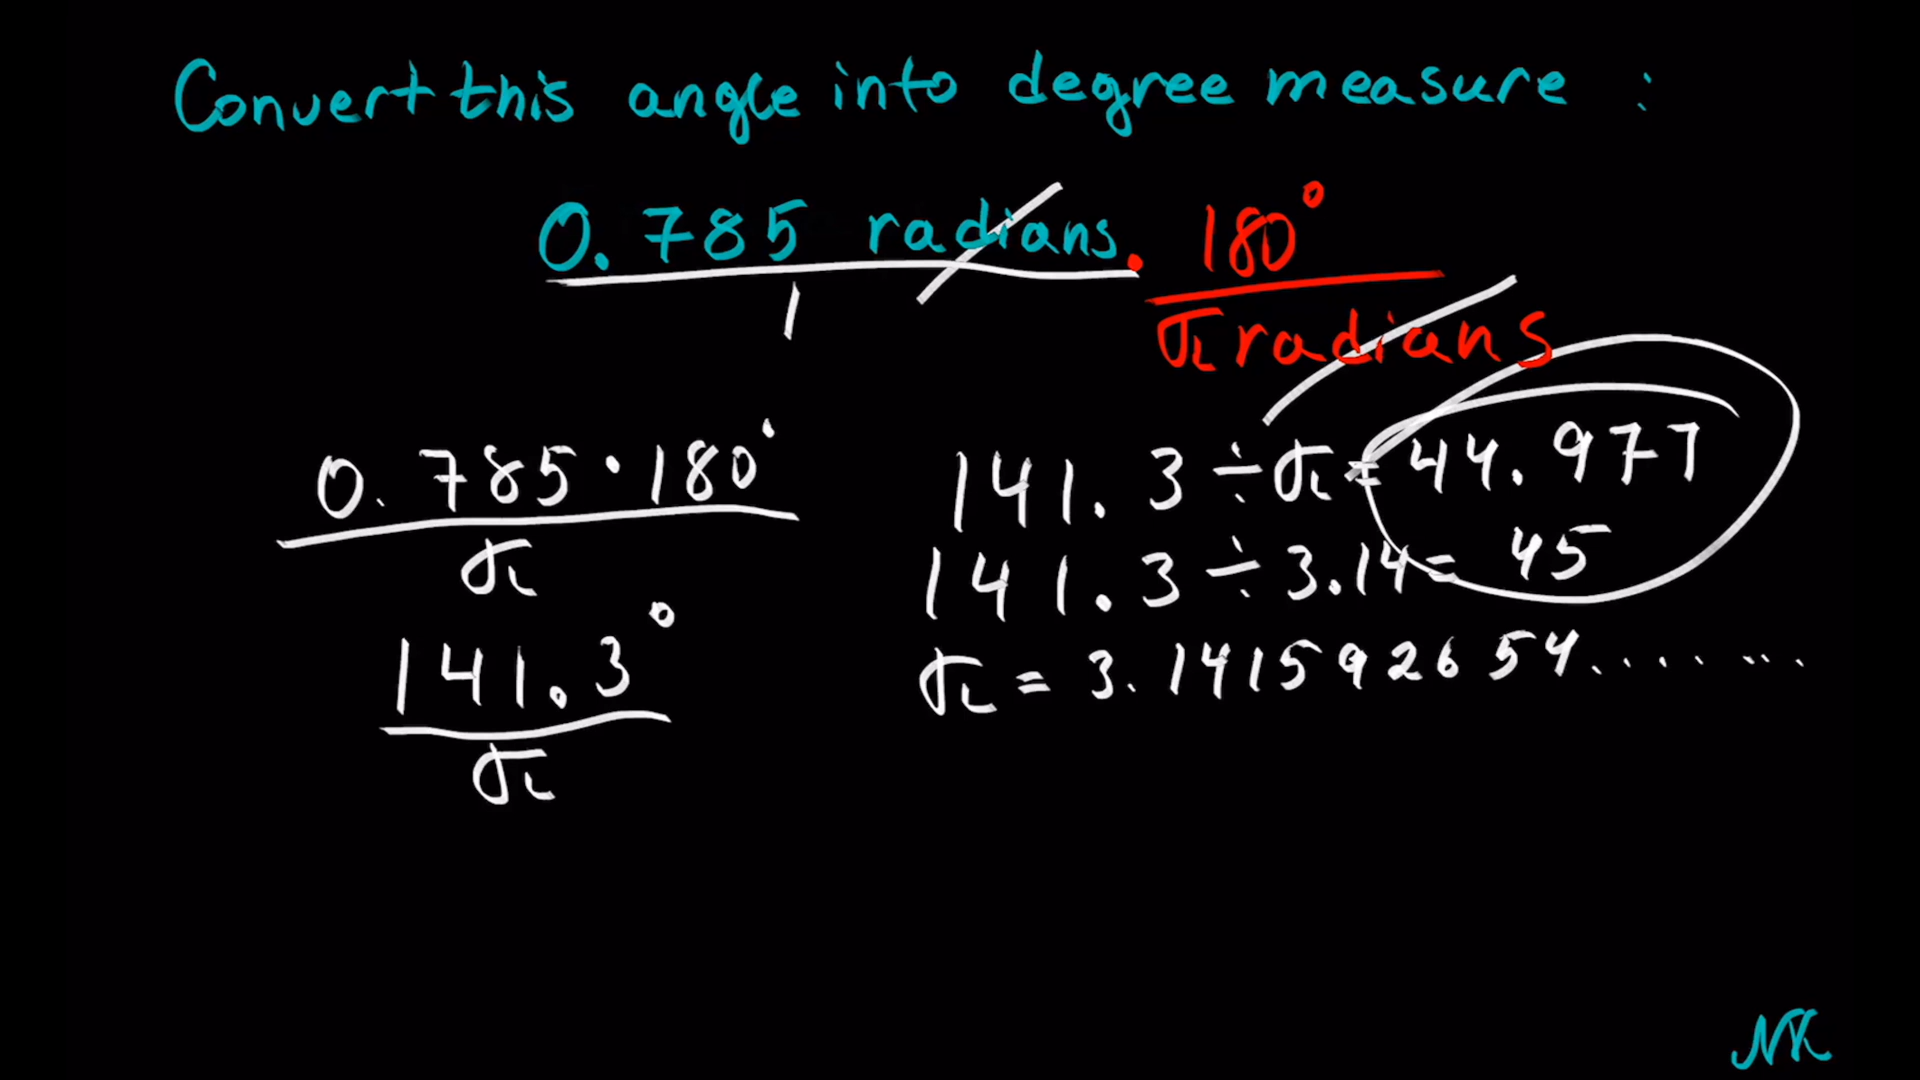 Convert this angle into degree measure :
0.785 radians . 180°
1 π radians
0.785 · 180°
π
141.3°
π
141.3 ÷ π = 44.977
141.3 ÷ 3.14 = 45
π = 3.141592654........
NK